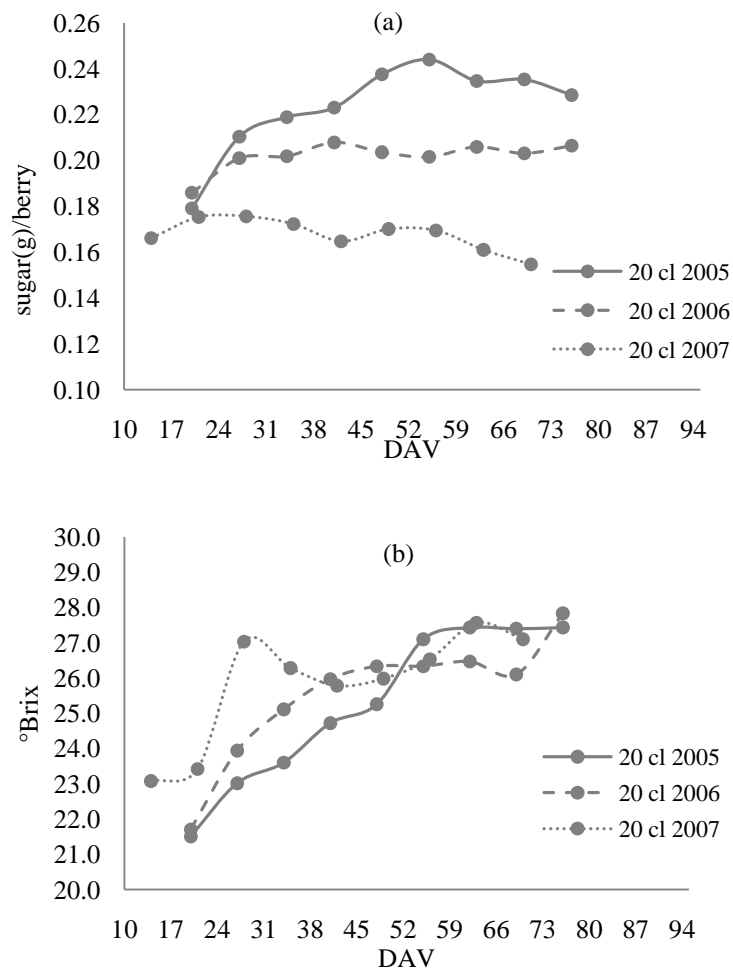 (a)
0.26
0.24
0.22
0.20
0.18
0.16
0.14
0.12
0.10
sugar(g)/berry
20 cl 2005
20 cl 2006
20 cl 2007
10 17 24 31 38 45 52 59 66 73 80 87 94
DAV
(b)
30.0
29.0
28.0
27.0
26.0
25.0
24.0
23.0
22.0
21.0
20.0
°Brix
20 cl 2005
20 cl 2006
20 cl 2007
10 17 24 31 38 45 52 59 66 73 80 87 94
DAV